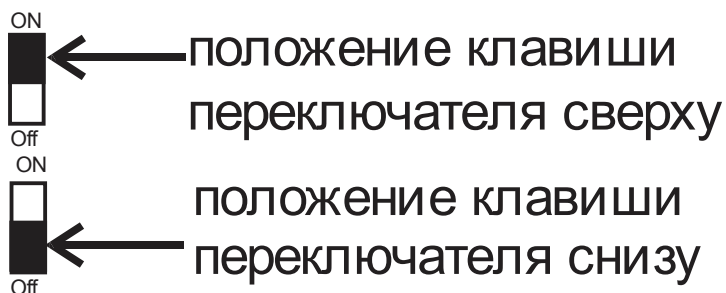 ON
положение клавиши
переключателя сверху
Off
ON
положение клавиши
переключателя снизу
Off